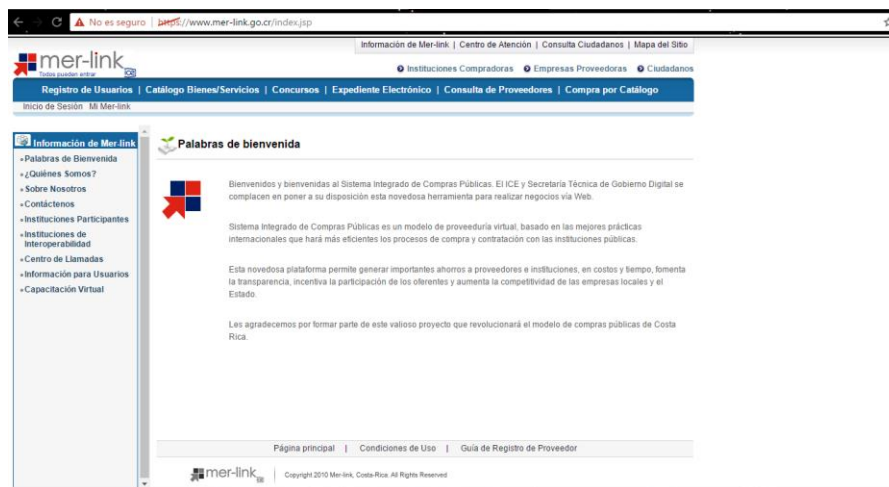 No es seguro | https://www.mer-link.go.cr/index.jsp
Información de Mer-link | Centro de Atención | Consulta Ciudadanos | Mapa del Sitio
mer-link
Todos pueden entrar
Instituciones Compradoras Empresas Proveedoras Ciudadanos
Registro de Usuarios | Catálogo Bienes/Servicios | Concursos | Expediente Electrónico | Consulta de Proveedores | Compra por Catálogo
Inicio de Sesión Mi Mer-link
Información de Mer-link
Palabras de Bienvenida
¿Quiénes Somos?
Sobre Nosotros
Contáctenos
Instituciones Participantes
Instituciones de
Interoperabilidad
Centro de Llamadas
Información para Usuarios
Capacitación Virtual
Palabras de bienvenida
Bienvenidos y bienvenidas al Sistema Integrado de Compras Públicas. El ICE y Secretaría Técnica de Gobierno Digital se
complacen en poner a su disposición esta novedosa herramienta para realizar negocios vía Web.
Sistema Integrado de Compras Públicas es un modelo de proveeduría virtual, basado en las mejores prácticas
internacionales que hará más eficientes los procesos de compra y contratación con las instituciones públicas.
Esta novedosa plataforma permite generar importantes ahorros a proveedores e instituciones, en costos y tiempo, fomenta
la transparencia, incentiva la participación de los oferentes y aumenta la competitividad de las empresas locales y el
Estado.
Les agradecemos por formar parte de este valioso proyecto que revolucionará el modelo de compras públicas de Costa
Rica.
Página principal | Condiciones de Uso | Guía de Registro de Proveedor
mer-link
Copyright 2010 Mer-link, Costa-Rica. All Rights Reserved